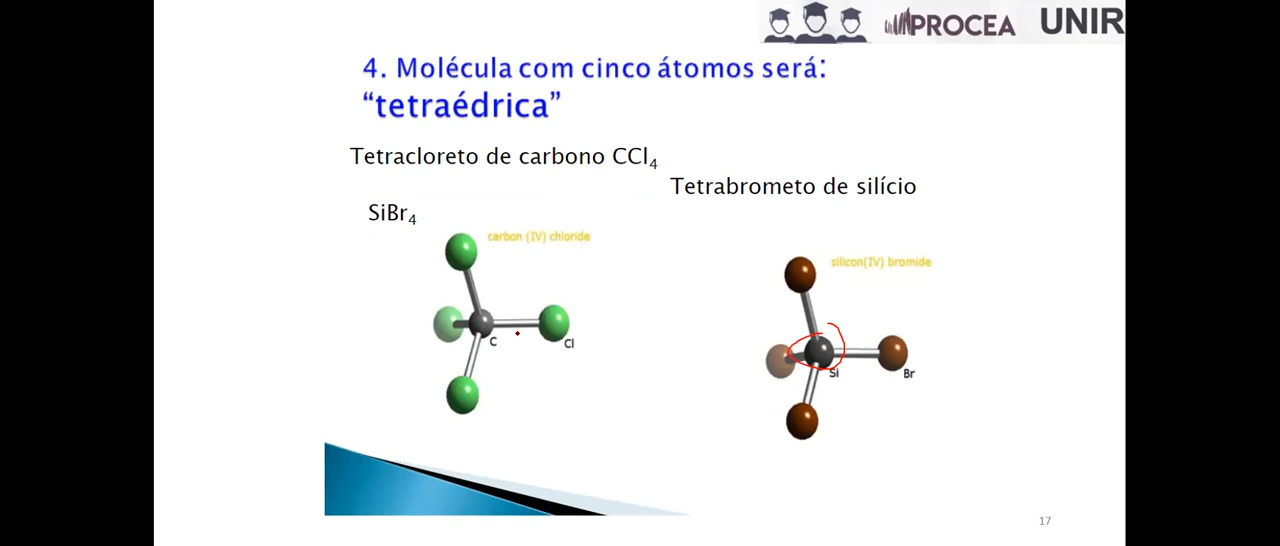 PROCEA UNIR
4. Molécula com cinco átomos será:
“tetraédrica”
Tetracloreto de carbono CCl₄
Tetrabrometo de silício
SiBr₄
carbon (IV) chloride
silicon(IV) bromide
C
Cl
Si
Br
17